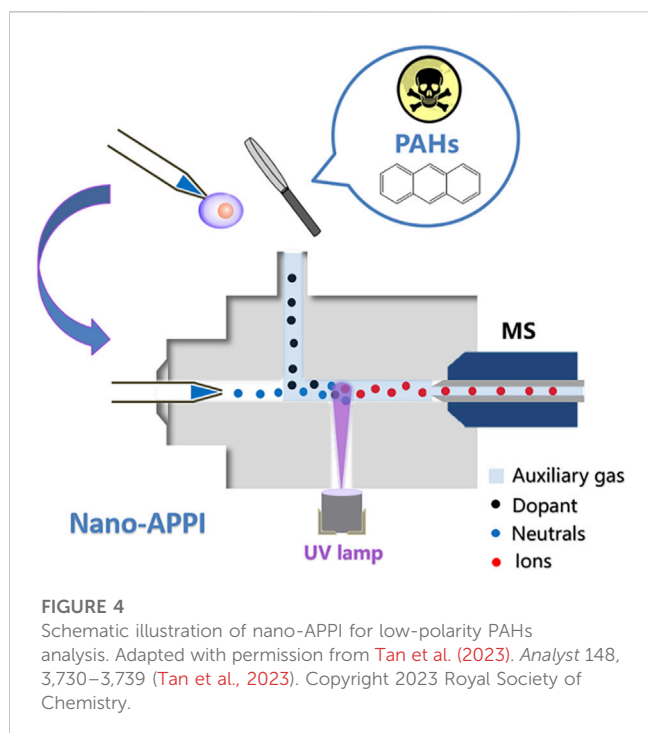 PAHs
MS
Auxiliary gas
Dopant
Neutrals
Ions
Nano-APPI
UV lamp
FIGURE 4
Schematic illustration of nano-APPI for low-polarity PAHs
analysis. Adapted with permission from Tan et al. (2023). Analyst 148,
3,730–3,739 (Tan et al., 2023). Copyright 2023 Royal Society of
Chemistry.